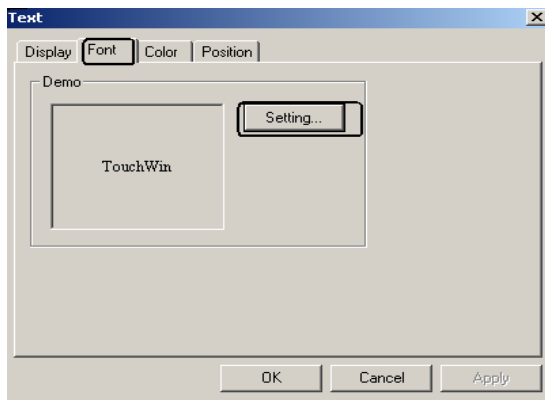 Text
Display Font Color Position
Demo
Setting...
TouchWin
OK Cancel Apply